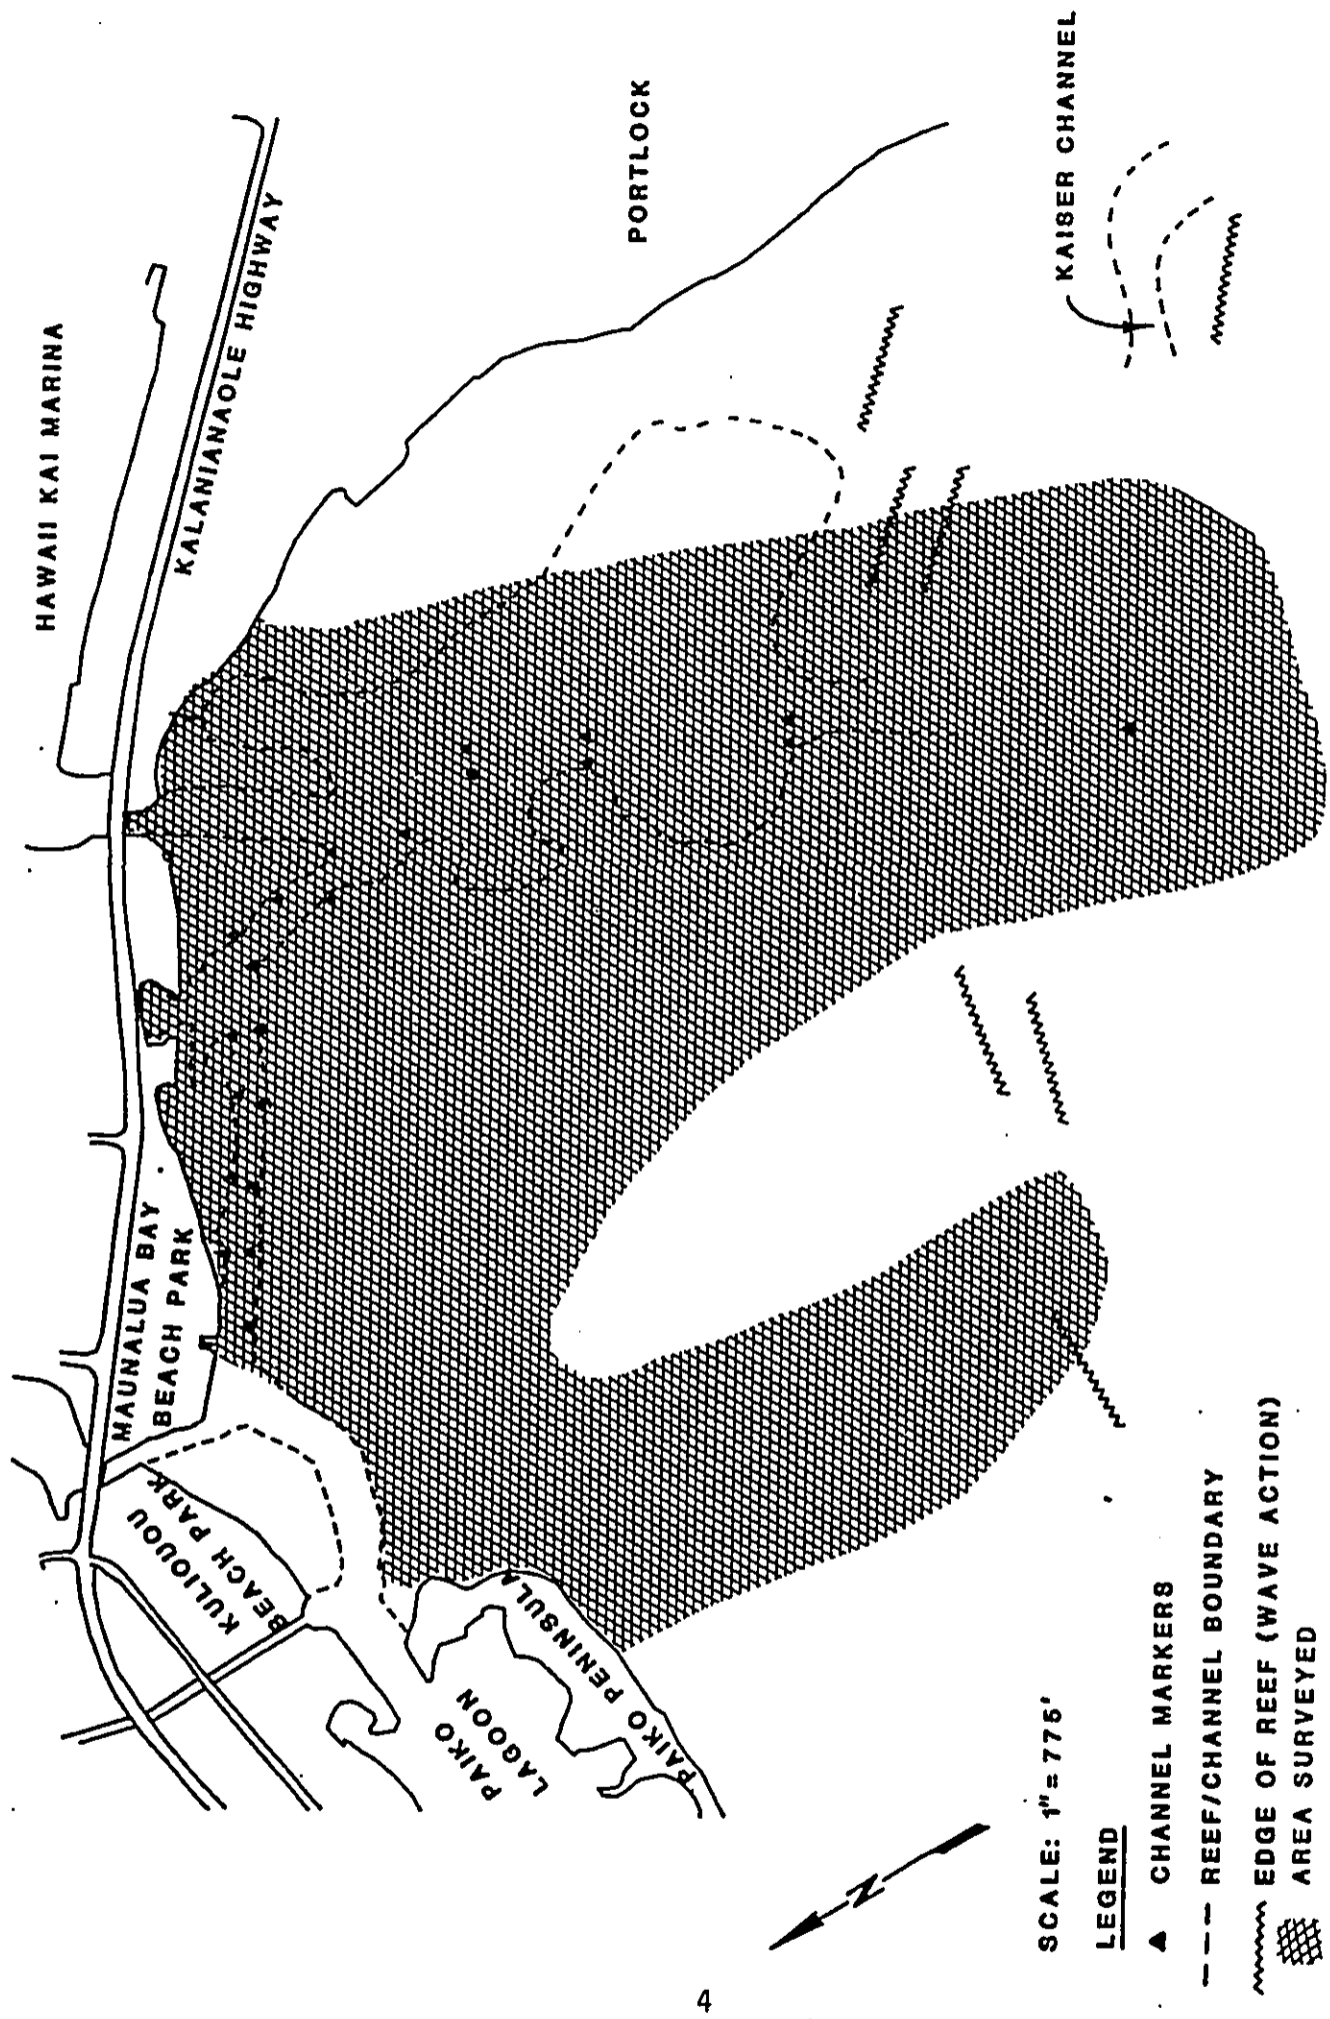 HAWAII KAI MARINA
KALANIANAOLE HIGHWAY
PORTLOCK
KAISER CHANNEL
MAUNALUA BAY
BEACH PARK
KULIOUOU
BEACH PARK
PAIKO
LAGOON
PAIKO PENINSULA
N
SCALE: 1"=775'
LEGEND
CHANNEL MARKERS
REEF/CHANNEL BOUNDARY
EDGE OF REEF (WAVE ACTION)
AREA SURVEYED
4